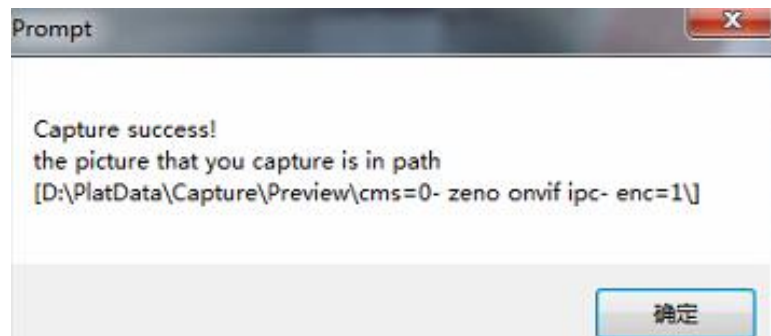 Prompt
Capture success!
the picture that you capture is in path
[D:\PlatData\Capture\Preview\cms=0- zeno onvif ipc- enc=1\]
确定